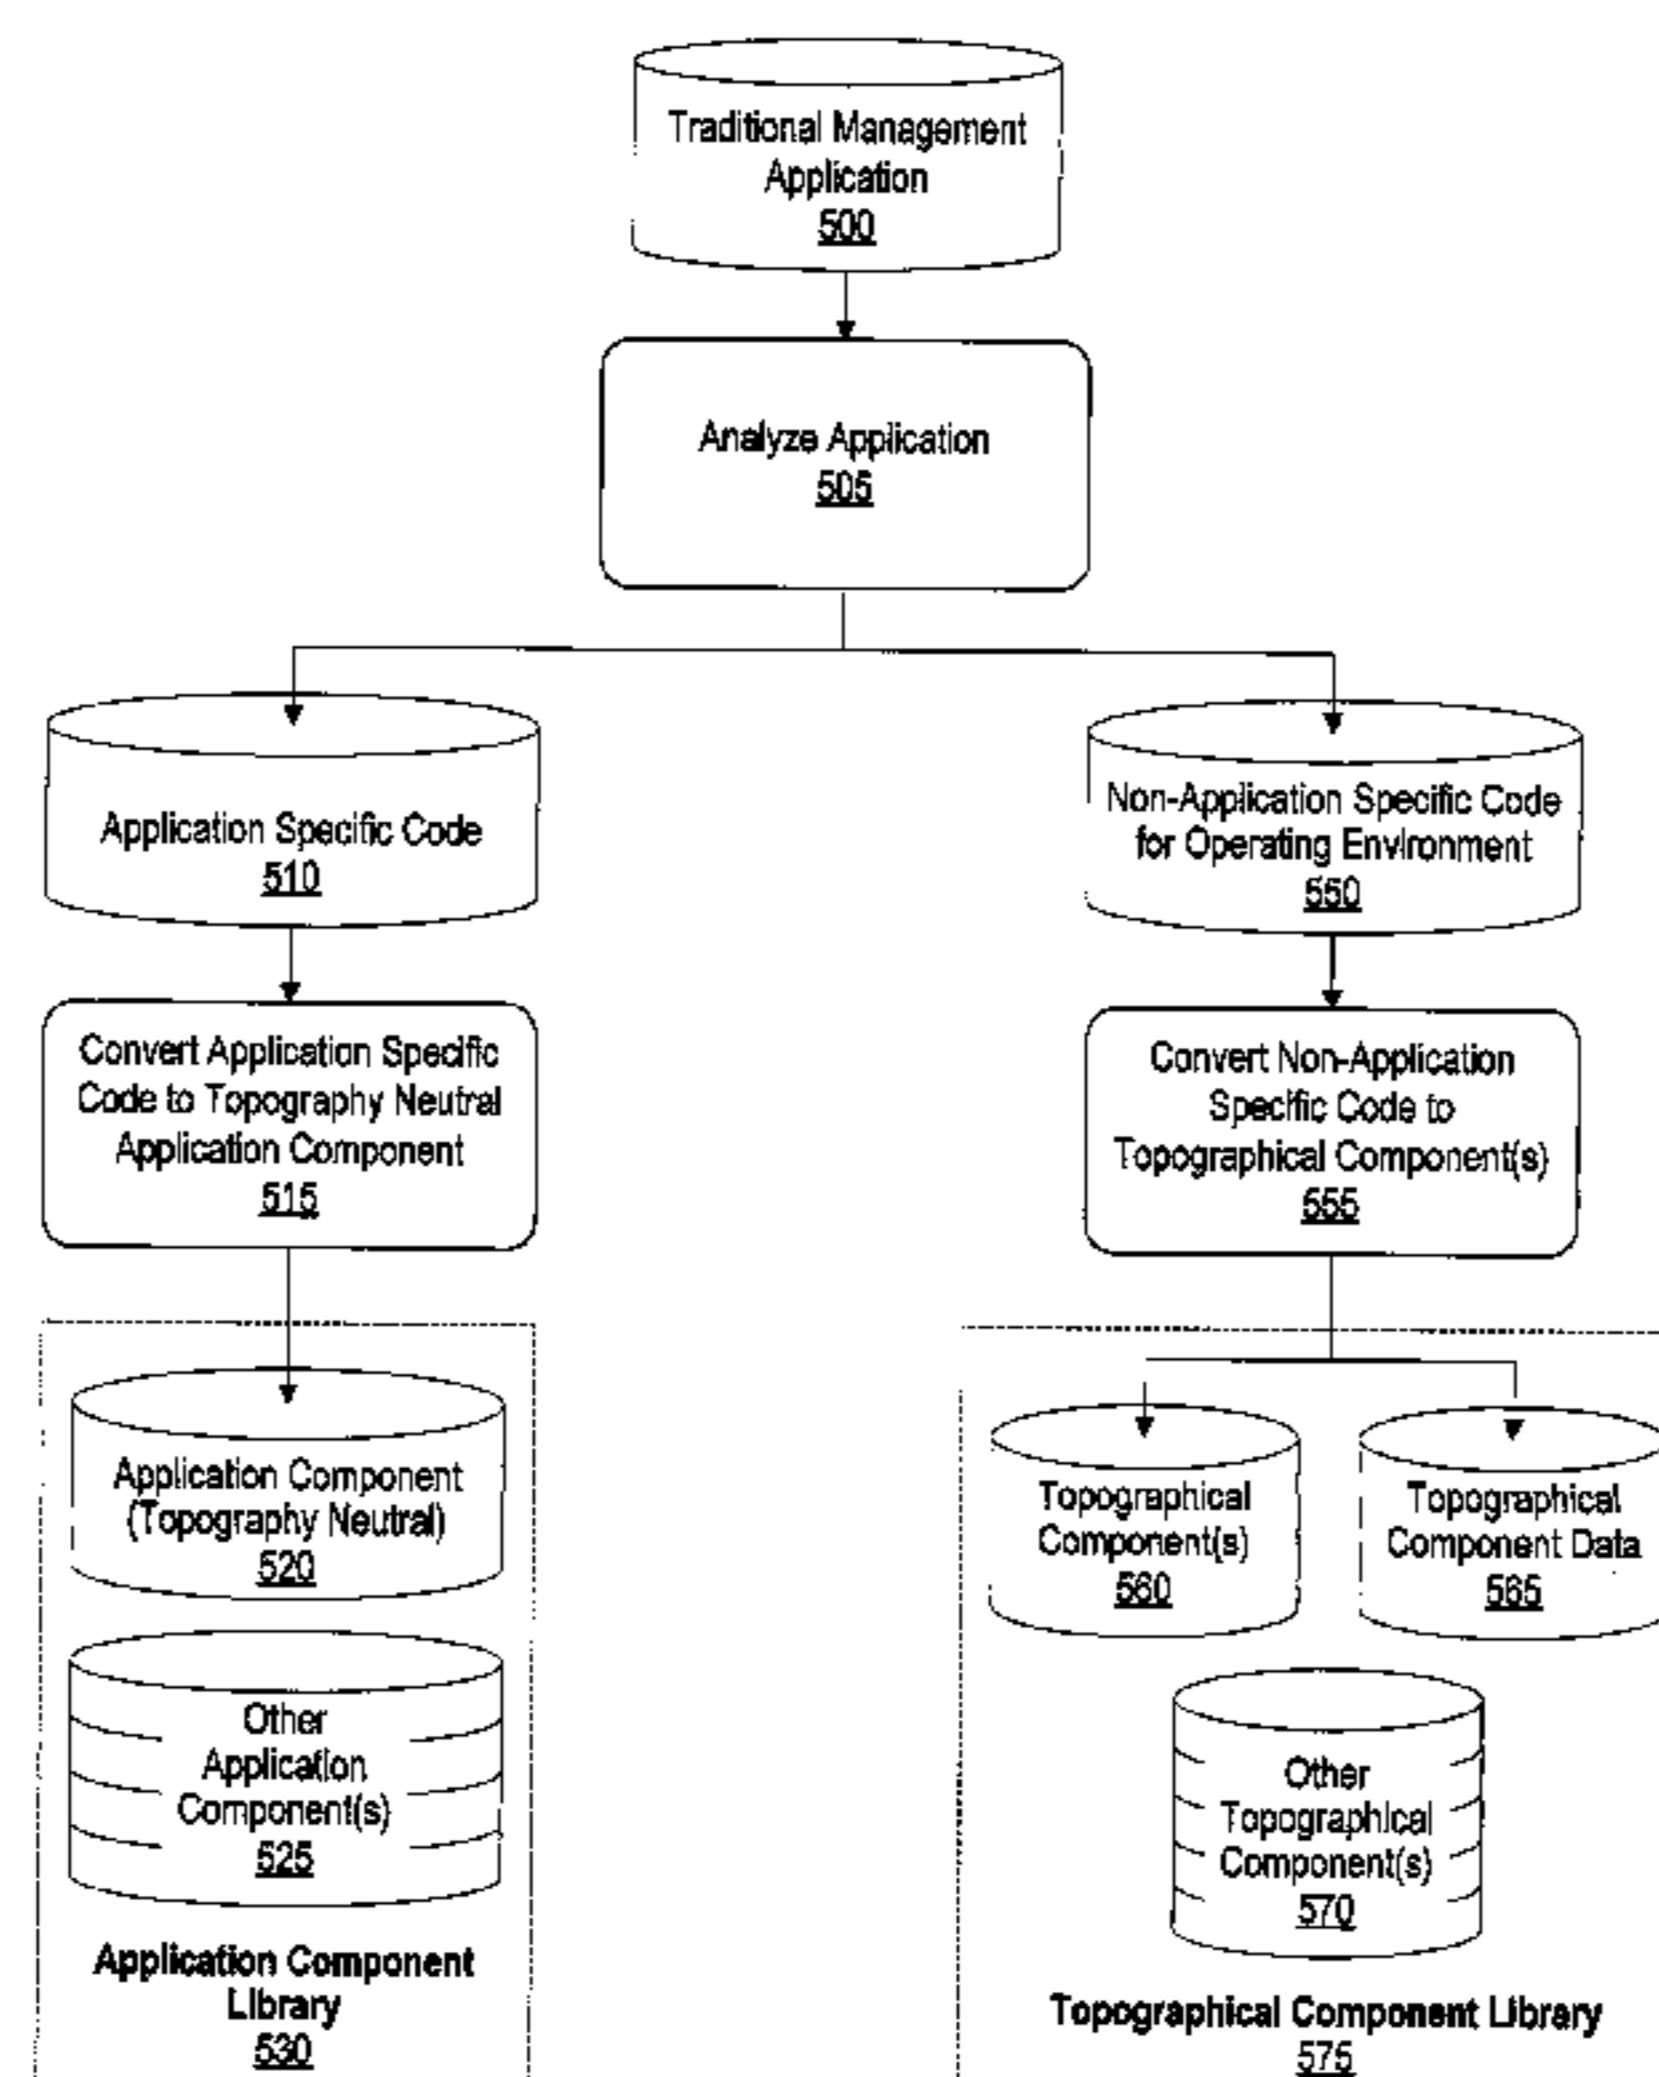 Traditional Management
Application
500
Analyze Application
505
Application Specific Code
510
Non-Application Specific Code
for Operating Environment
550
Convert Application Specific
Code to Topography Neutral
Application Component
515
Convert Non-Application
Specific Code to
Topographical Component(s)
555
Application Component
(Topography Neutral)
520
Other
Application
Component(s)
525
Application Component
Library
530
Topographical
Component(s)
560
Topographical
Component Data
565
Other
Topographical
Component(s)
570
Topographical Component Library
575